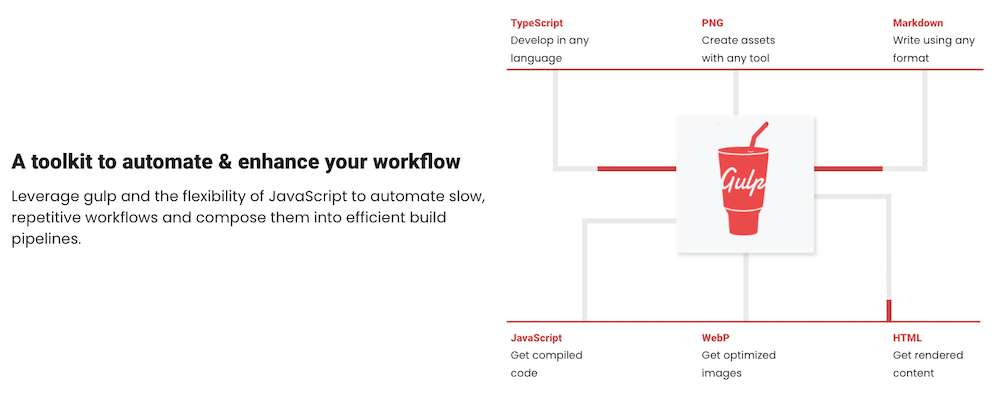 A toolkit to automate & enhance your workflow
Leverage gulp and the flexibility of JavaScript to automate slow,
repetitive workflows and compose them into efficient build
pipelines.
TypeScript
Develop in any
language
PNG
Create assets
with any tool
Markdown
Write using any
format
Gulp
JavaScript
Get compiled
code
WebP
Get optimized
images
HTML
Get rendered
content